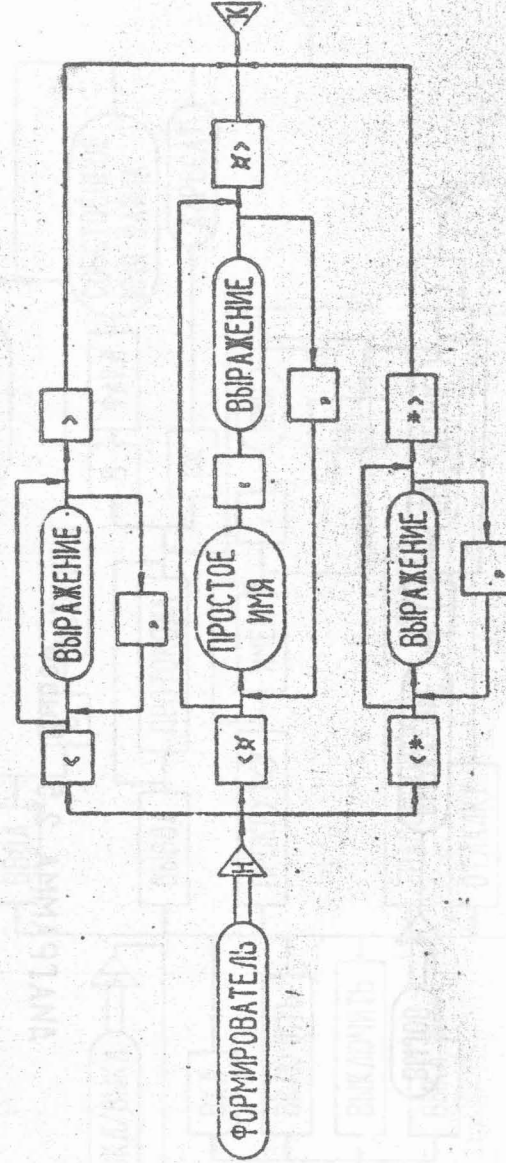 ФОРМИРОВАТЕЛЬ
Н
<
ВЫРАЖЕНИЕ
,
>
<¤
ПРОСТОЕ
ИМЯ
:
ВЫРАЖЕНИЕ
,
¤>
<*
ВЫРАЖЕНИЕ
,
*>
К